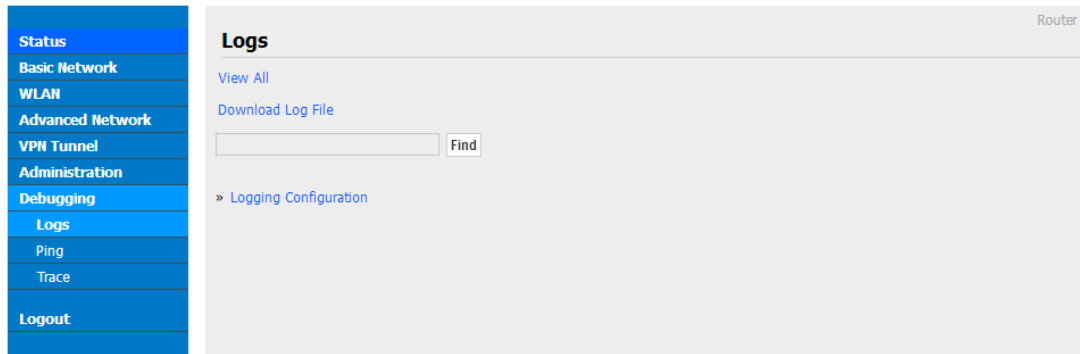 Router
Status
Basic Network
WLAN
Advanced Network
VPN Tunnel
Administration
Debugging
Logs
Ping
Trace
Logout
Logs
View All
Download Log File
Find
» Logging Configuration